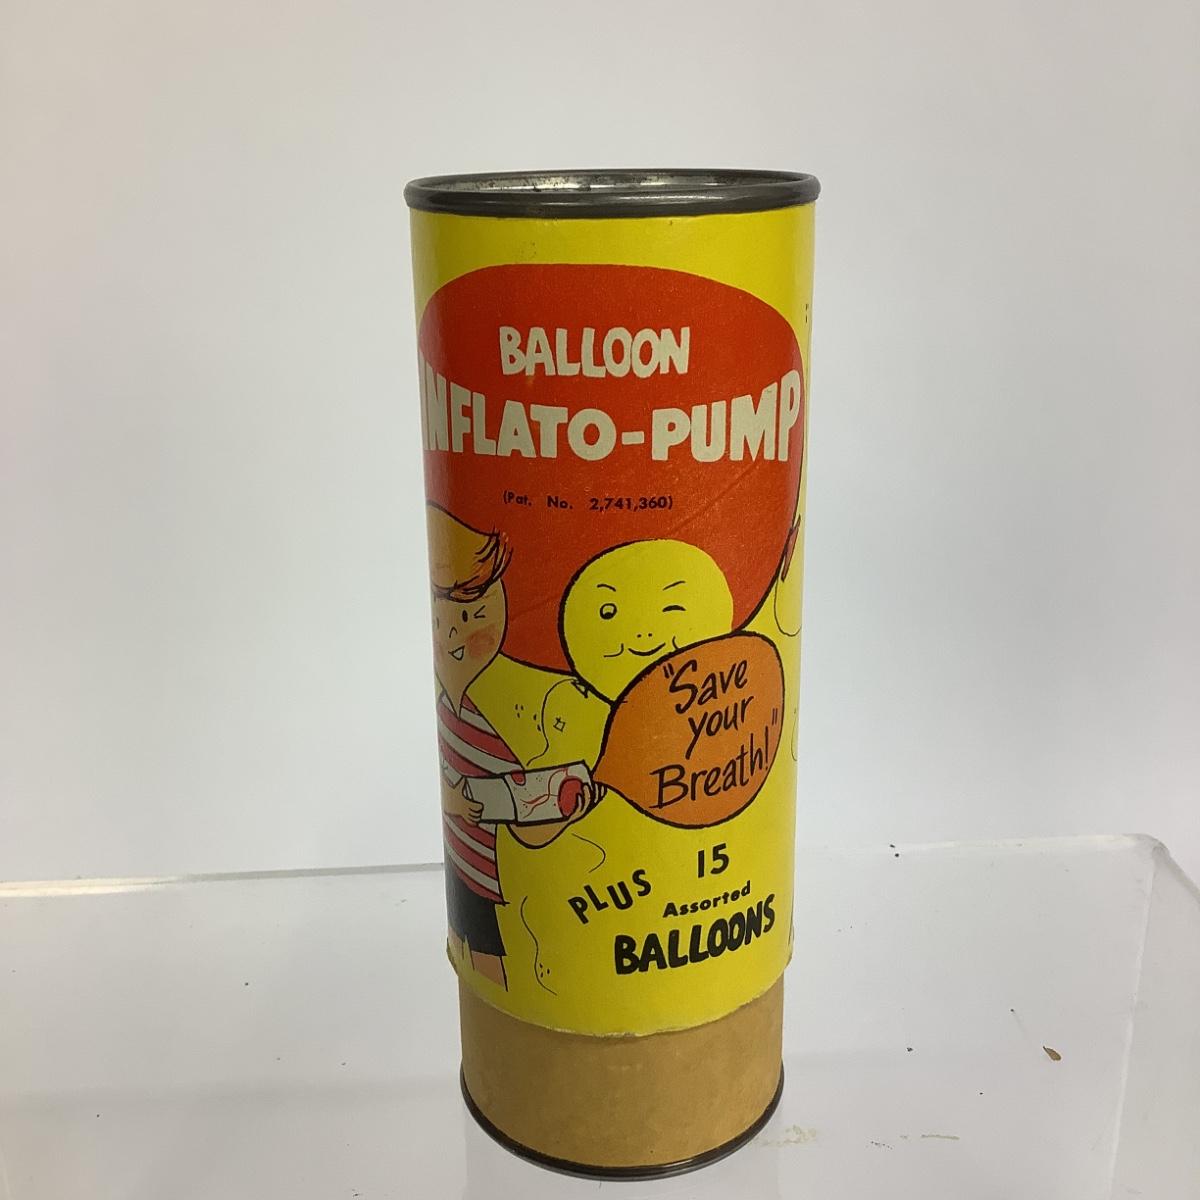 BALLOON
INFLATO-PUMP
(Pat. No. 2,741,360)
"Save
your
Breath!"
PLUS 15
Assorted
BALLOONS